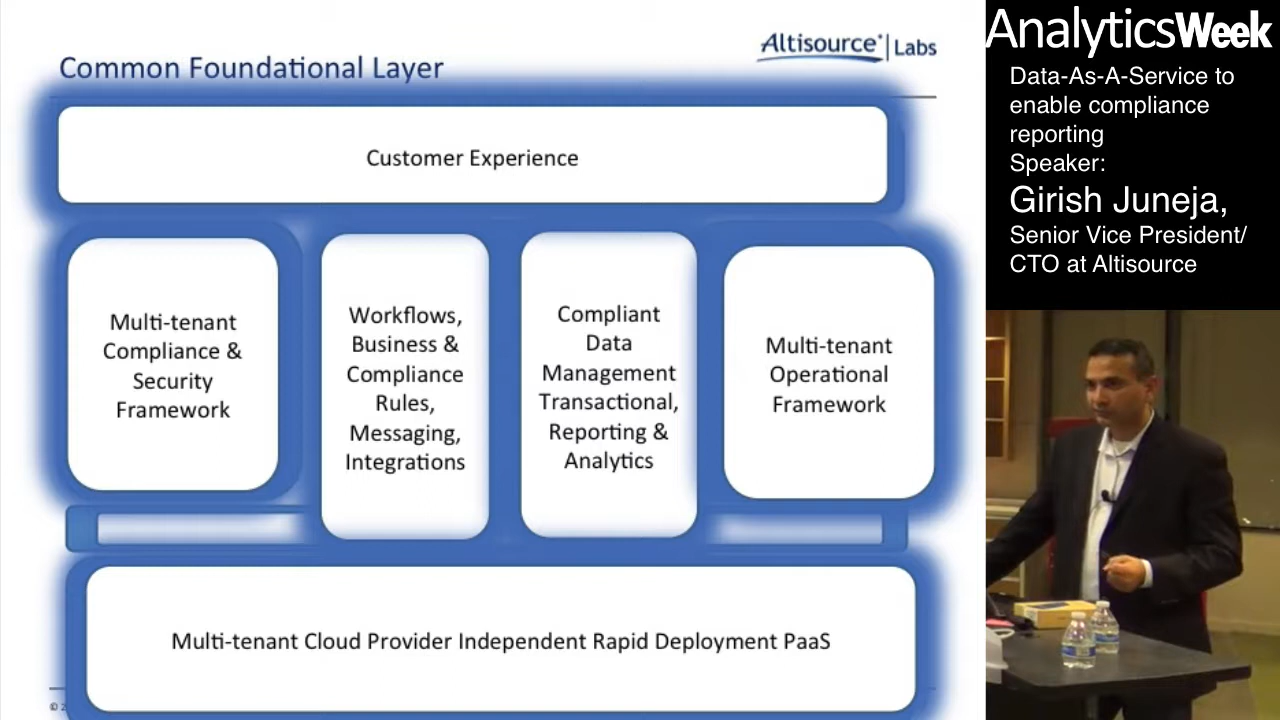 Common Foundational Layer
Altisource® Labs
Customer Experience
Multi-tenant
Compliance &
Security
Framework
Workflows,
Business &
Compliance
Rules,
Messaging,
Integrations
Compliant
Data
Management
Transactional,
Reporting &
Analytics
Multi-tenant
Operational
Framework
Multi-tenant Cloud Provider Independent Rapid Deployment PaaS
AnalyticsWeek
Data-As-A-Service to
enable compliance
reporting
Speaker:
Girish Juneja,
Senior Vice President/
CTO at Altisource